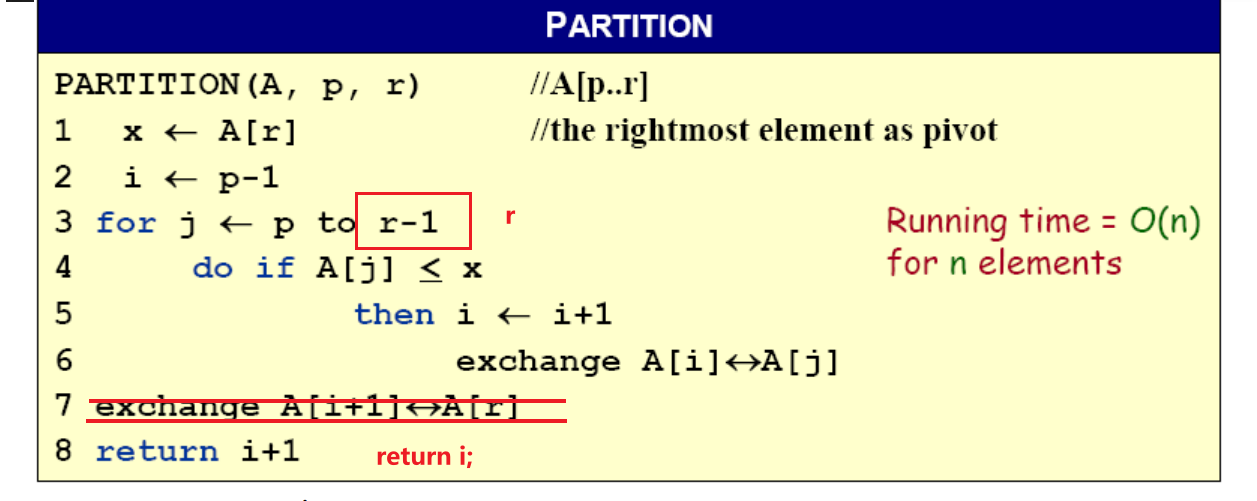 PARTITION
PARTITION(A, p, r) //A[p..r]
1 x ← A[r] //the rightmost element as pivot
2 i ← p-1
3 for j ← p to r-1 r
Running time = O(n)
for n elements
4 do if A[j] ≤ x
5 then i ← i+1
6 exchange A[i]↔A[j]
7 exchange A[i+1]↔A[r]
8 return i+1 return i;